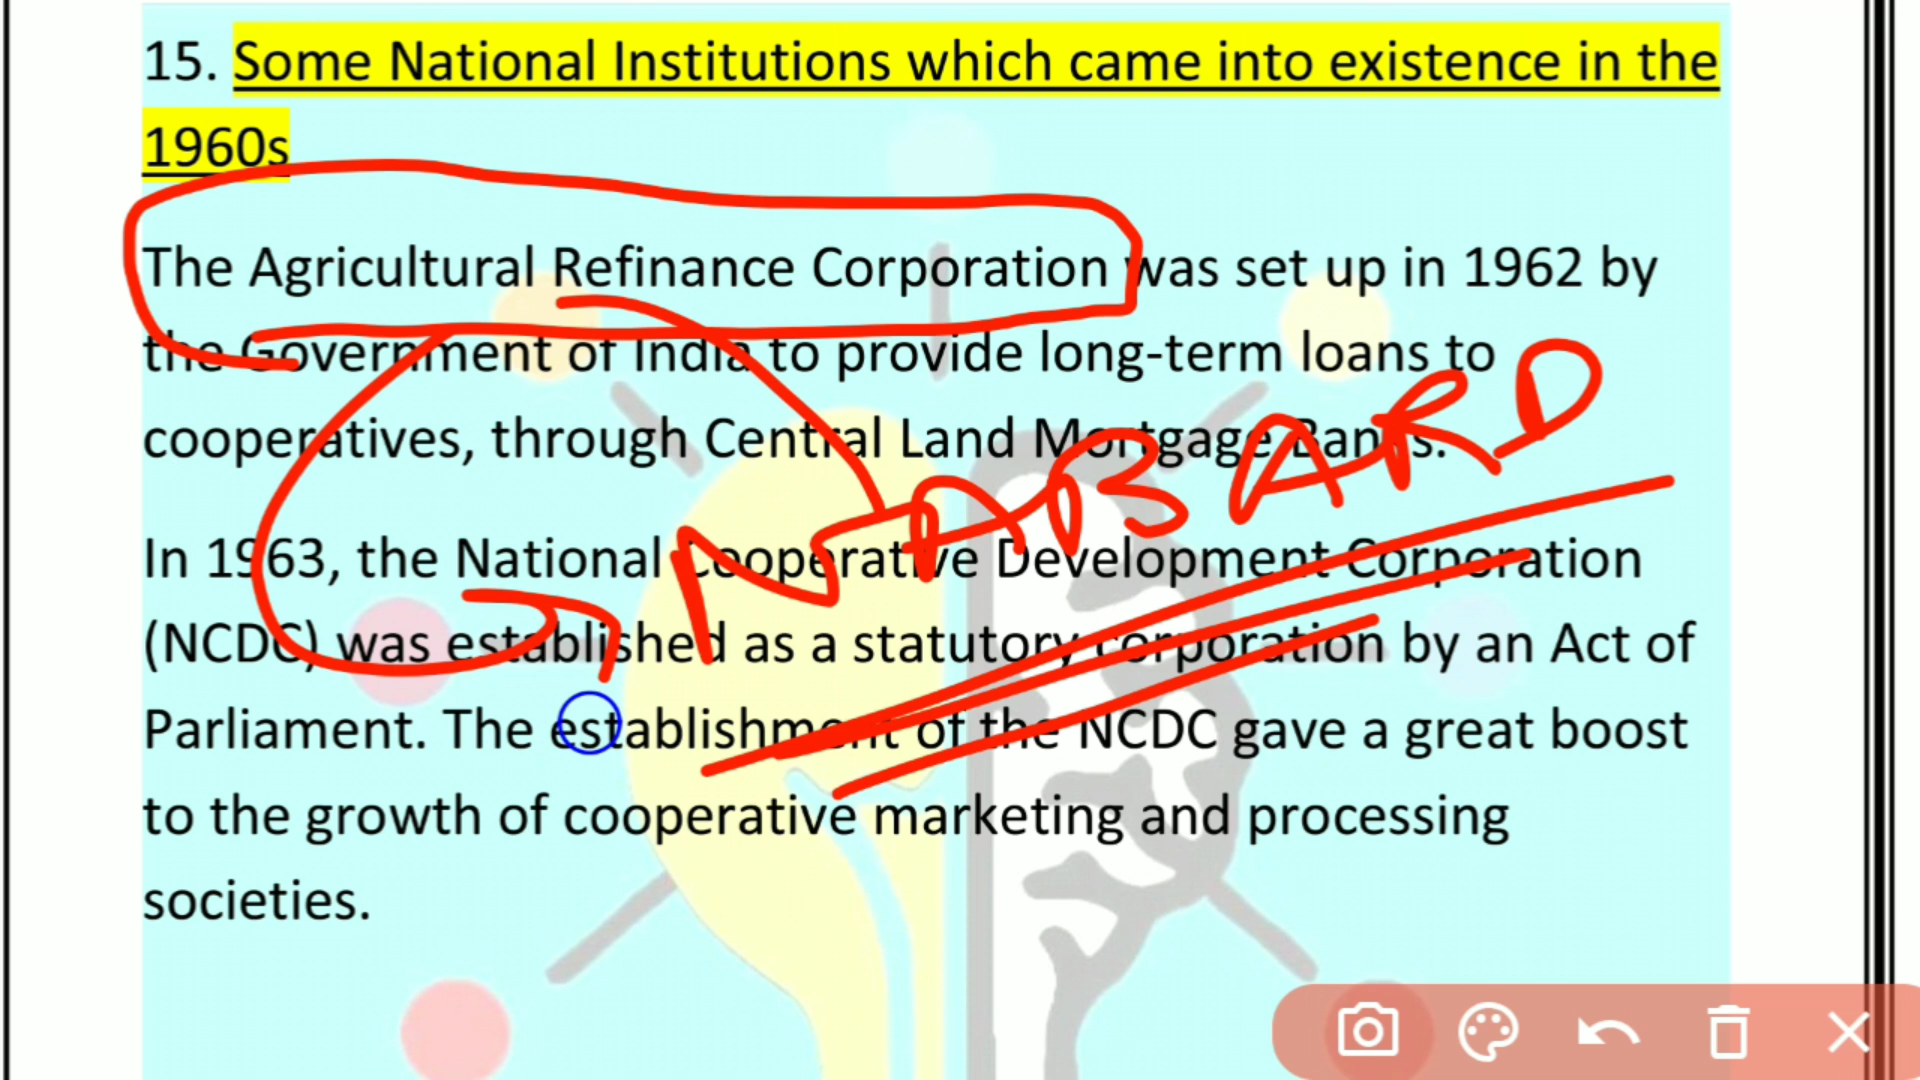 15. Some National Institutions which came into existence in the
1960s
The Agricultural Refinance Corporation was set up in 1962 by
the Government of India to provide long-term loans to
cooperatives, through Central Land Mortgage Banks.
NABARD
In 1963, the National Cooperative Development Corporation
(NCDC) was established as a statutory corporation by an Act of
Parliament. The establishment of the NCDC gave a great boost
to the growth of cooperative marketing and processing
societies.